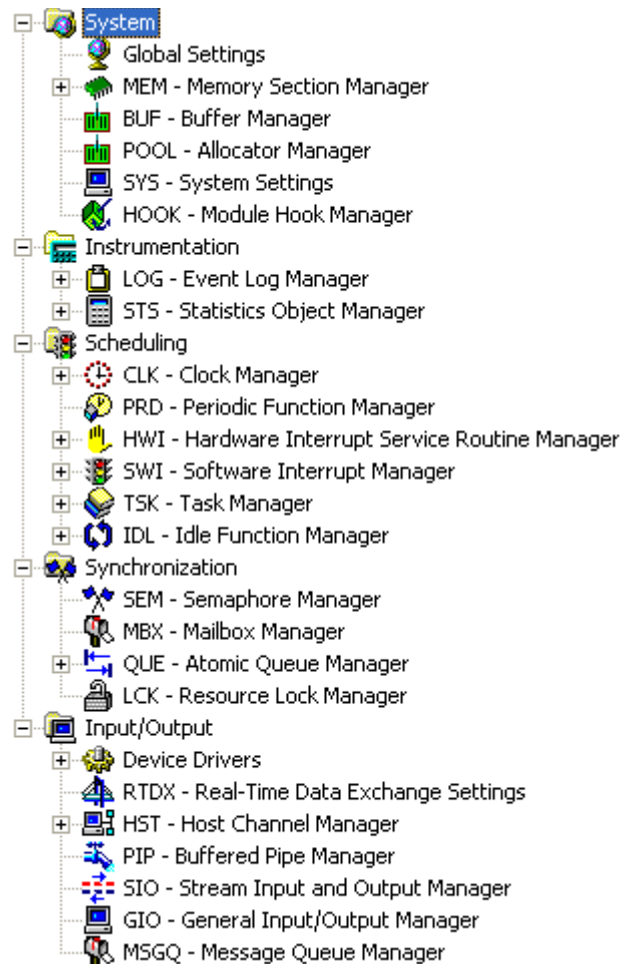 System
Global Settings
MEM - Memory Section Manager
BUF - Buffer Manager
POOL - Allocator Manager
SYS - System Settings
HOOK - Module Hook Manager
Instrumentation
LOG - Event Log Manager
STS - Statistics Object Manager
Scheduling
CLK - Clock Manager
PRD - Periodic Function Manager
HWI - Hardware Interrupt Service Routine Manager
SWI - Software Interrupt Manager
TSK - Task Manager
IDL - Idle Function Manager
Synchronization
SEM - Semaphore Manager
MBX - Mailbox Manager
QUE - Atomic Queue Manager
LCK - Resource Lock Manager
Input/Output
Device Drivers
RTDX - Real-Time Data Exchange Settings
HST - Host Channel Manager
PIP - Buffered Pipe Manager
SIO - Stream Input and Output Manager
GIO - General Input/Output Manager
MSGQ - Message Queue Manager